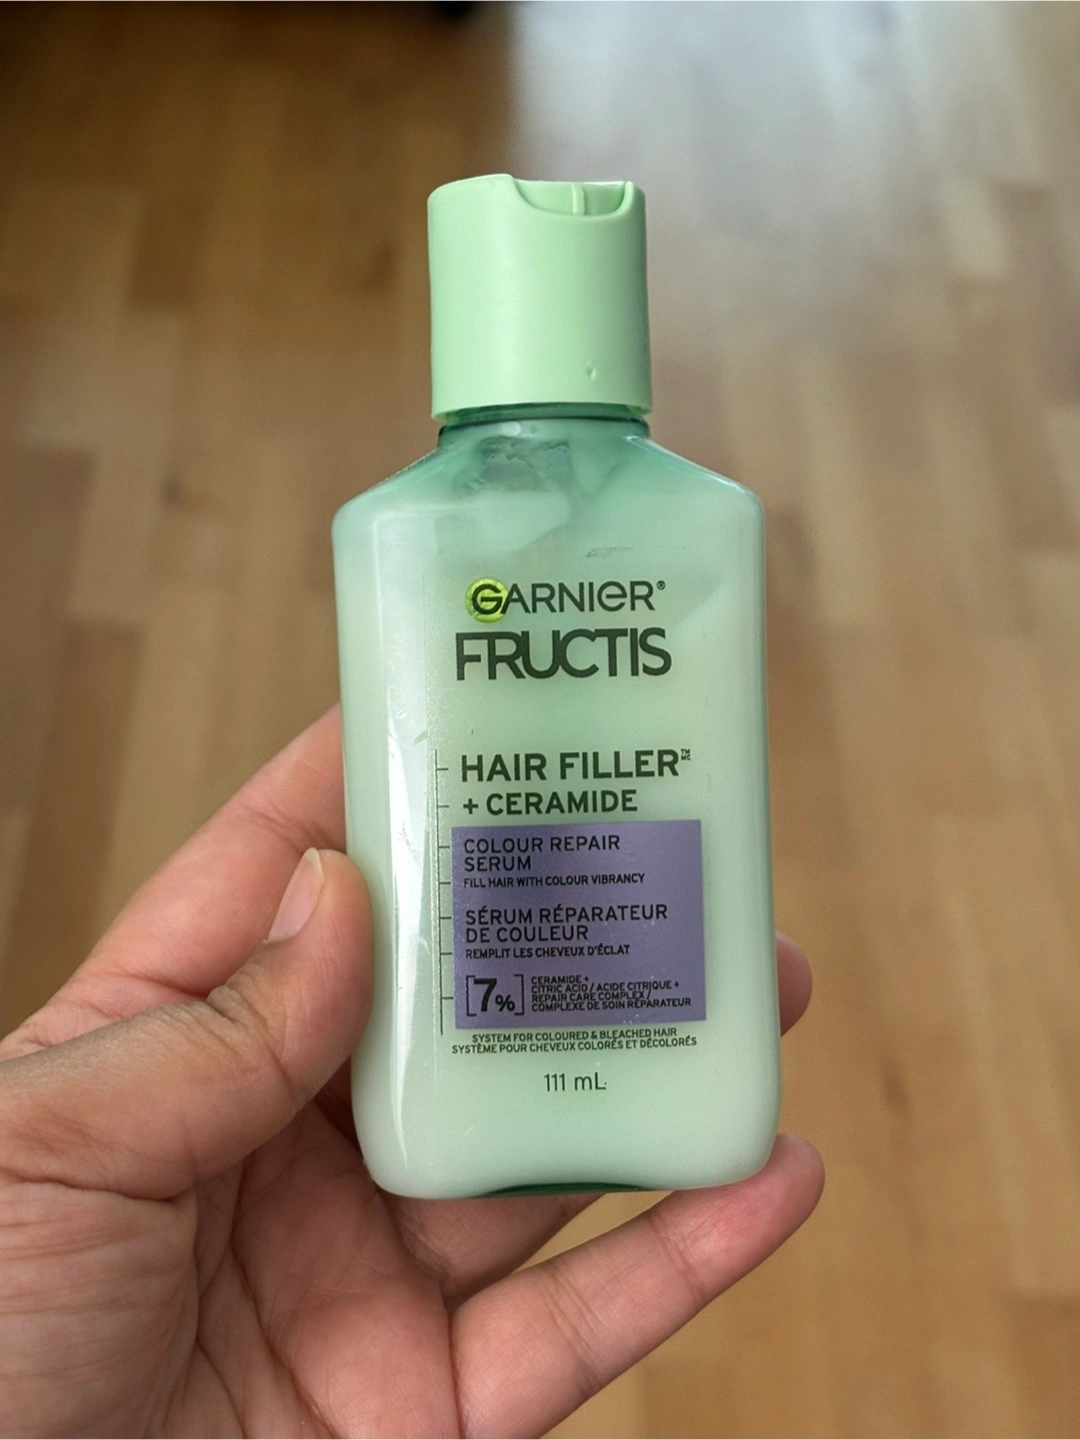 GARNIER®
FRUCTIS
HAIR FILLER™ MC
+ CERAMIDE
COLOUR REPAIR
SERUM
FILL HAIR WITH COLOUR VIBRANCY
SÉRUM RÉPARATEUR
DE COULEUR
REMPLIT LES CHEVEUX D'ÉCLAT
[7%]
CERAMIDE +
CITRIC ACID / ACIDE CITRIQUE +
REPAIR CARE COMPLEX /
COMPLEXE DE SOIN RÉPARATEUR
SYSTEM FOR COLOURED & BLEACHED HAIR
SYSTÈME POUR CHEVEUX COLORÉS ET DÉCOLORÉS
111 mL